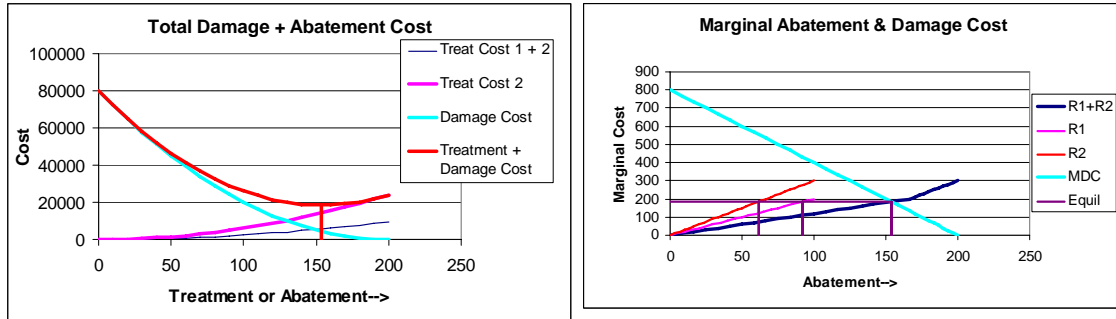 Total Damage + Abatement Cost
100000
80000
60000
40000
20000
0
Cost
0 50 100 150 200 250
Treatment or Abatement-->
Treat Cost 1 + 2
Treat Cost 2
Damage Cost
Treatment +
Damage Cost
Marginal Abatement & Damage Cost
900
800
700
600
500
400
300
200
100
0
Marginal Cost
0 50 100 150 200 250
Abatement-->
R1+R2
R1
R2
MDC
Equil